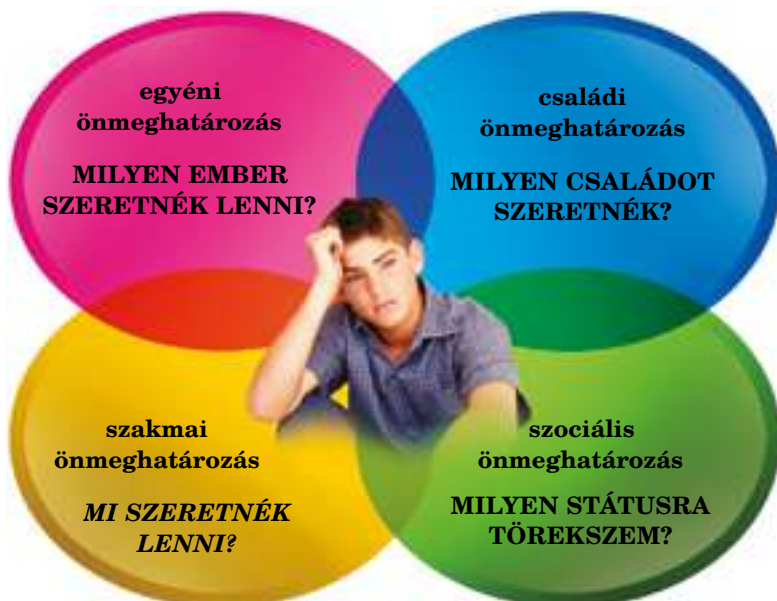 egyéni
önmeghatározás
MILYEN EMBER
SZERETNÉK LENNI?
családi
önmeghatározás
MILYEN CSALÁDOT
SZERETNÉK?
szakmai
önmeghatározás
MI SZERETNÉK
LENNI?
szociális
önmeghatározás
MILYEN STÁTUSRA
TÖREKSZEM?